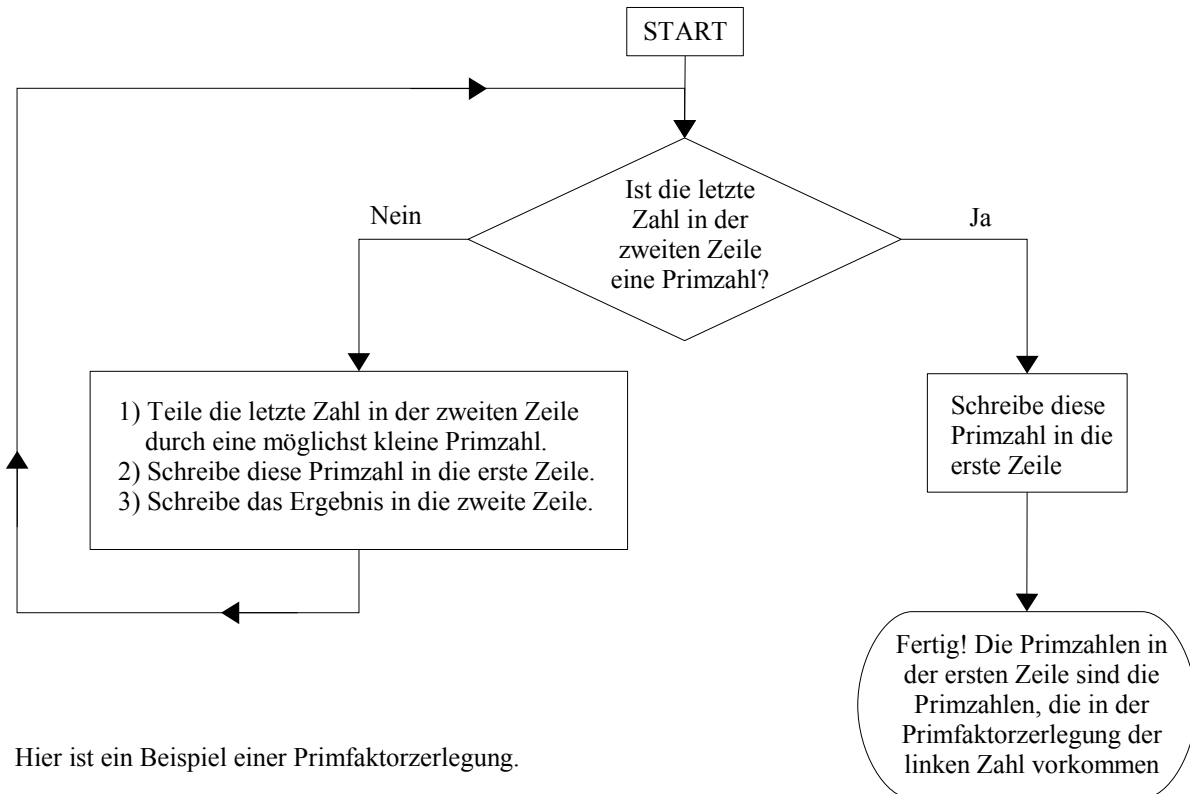 START
Ist die letzte
Zahl in der
zweiten Zeile
eine Primzahl?
Nein
Ja
1) Teile die letzte Zahl in der zweiten Zeile
durch eine möglichst kleine Primzahl.
2) Schreibe diese Primzahl in die erste Zeile.
3) Schreibe das Ergebnis in die zweite Zeile.
Schreibe diese
Primzahl in die
erste Zeile
Fertig! Die Primzahlen in
der ersten Zeile sind die
Primzahlen, die in der
Primfaktorzerlegung der
linken Zahl vorkommen
Hier ist ein Beispiel einer Primfaktorzerlegung.